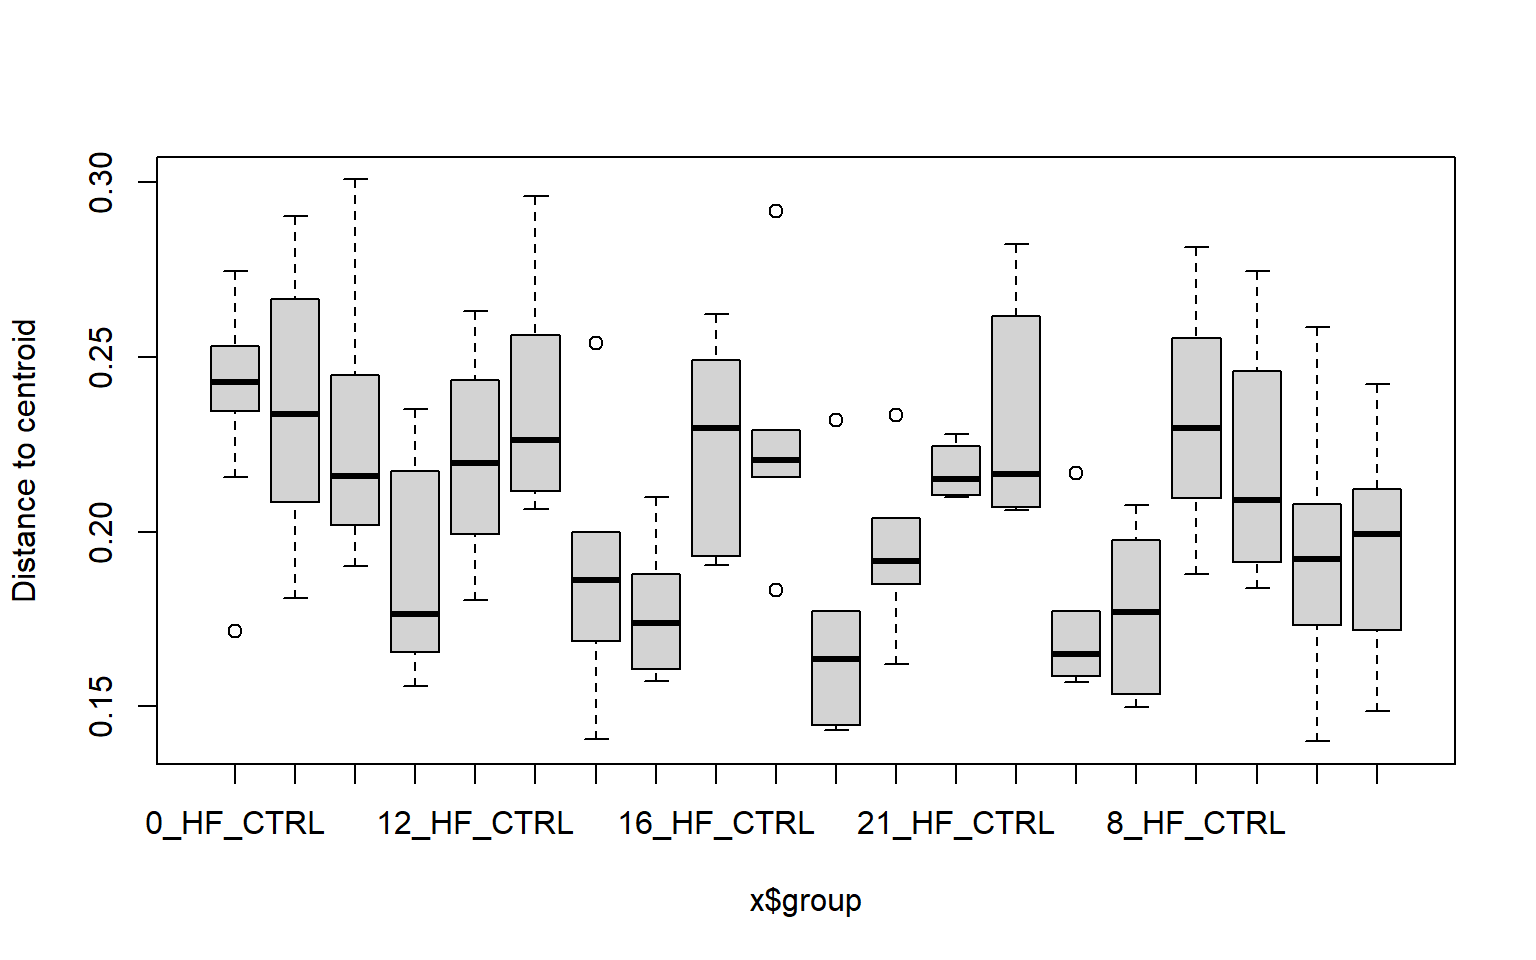 0.30
0.25
0.20
0.15
Distance to centroid
0_HF_CTRL 12_HF_CTRL 16_HF_CTRL 21_HF_CTRL 8_HF_CTRL
x$group